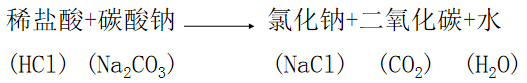 稀盐酸+碳酸钠 ⟶ 氯化钠+二氧化碳+水
(HCl) (Na₂CO₃) (NaCl) (CO₂) (H₂O)